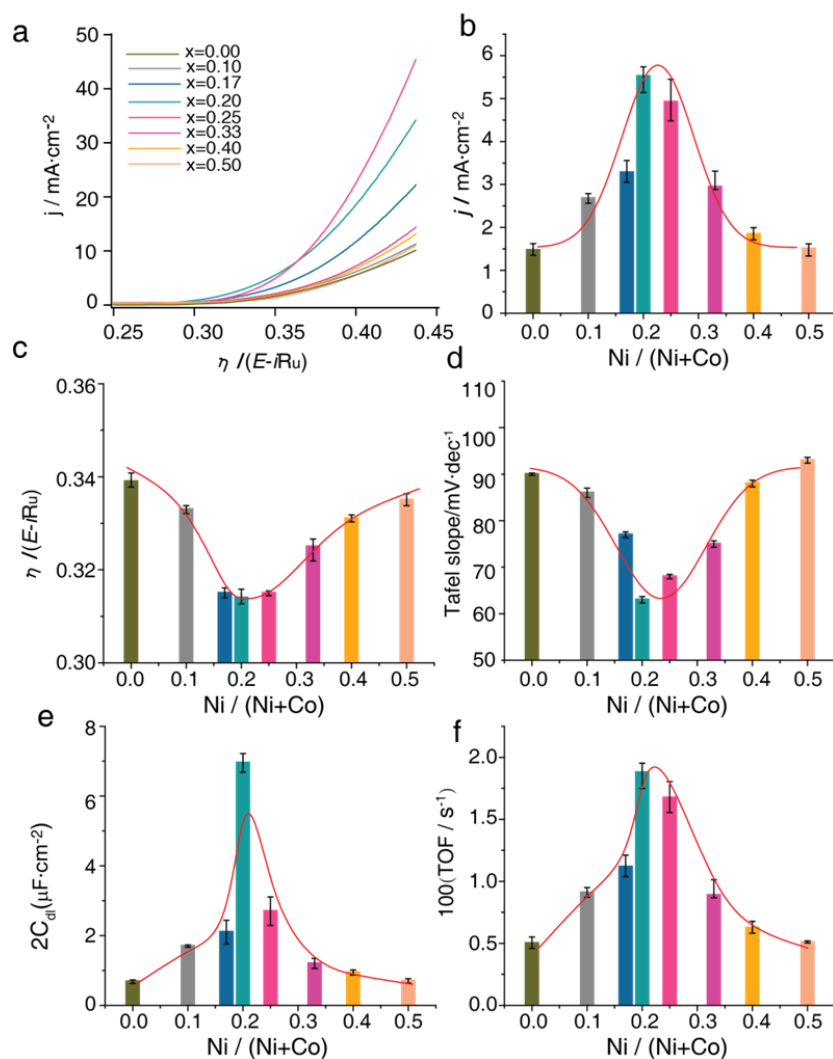 a
j / mA·cm-2
50
40
30
20
10
0
x=0.00
x=0.10
x=0.17
x=0.20
x=0.25
x=0.33
x=0.40
x=0.50
0.25 0.30 0.35 0.40 0.45
η /(E-iRu)
b
j / mA·cm-2
6
5
4
3
2
1
0
0.0 0.1 0.2 0.3 0.4 0.5
Ni / (Ni+Co)
c
η /(E-iRu)
0.36
0.34
0.32
0.30
0.0 0.1 0.2 0.3 0.4 0.5
Ni / (Ni+Co)
d
Tafel slope/mV·dec-1
110
100
90
80
70
60
50
0.0 0.1 0.2 0.3 0.4 0.5
Ni / (Ni+Co)
e
2Cdl(μF·cm-2)
8
6
4
2
0
0.0 0.1 0.2 0.3 0.4 0.5
Ni / (Ni+Co)
f
100(TOF / s-1)
2.0
1.5
1.0
0.5
0.0
0.0 0.1 0.2 0.3 0.4 0.5
Ni / (Ni+Co)